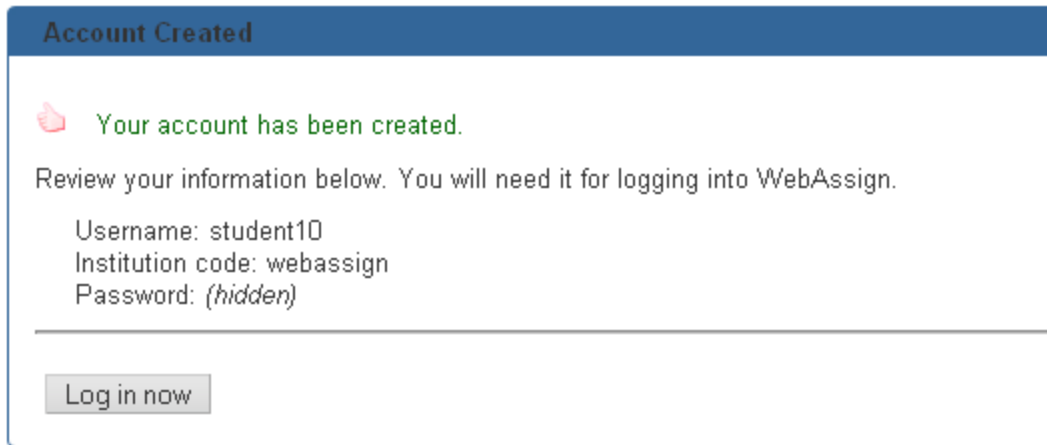 Account Created
Your account has been created.
Review your information below. You will need it for logging into WebAssign.
Username: student10
Institution code: webassign
Password: (hidden)
Log in now